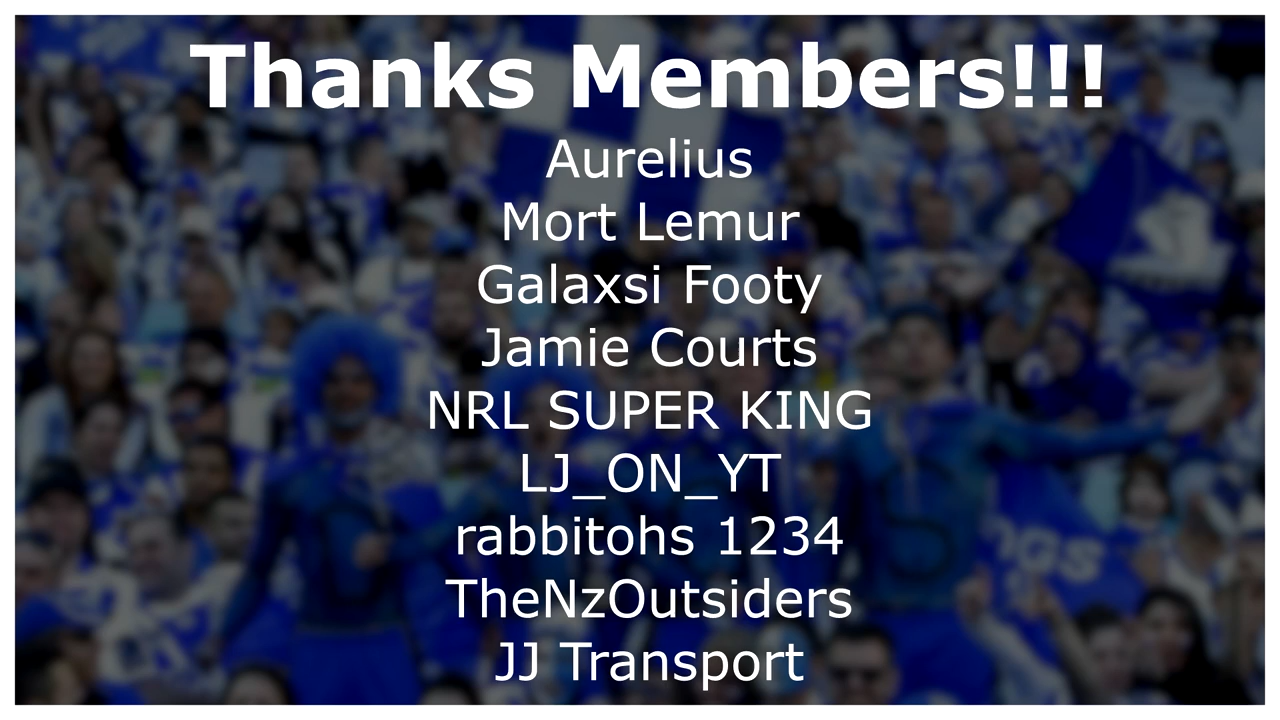 Thanks Members!!!
Aurelius
Mort Lemur
Galaxsi Footy
Jamie Courts
NRL SUPER KING
LJ_ON_YT
rabbitohs 1234
TheNzOutsiders
JJ Transport